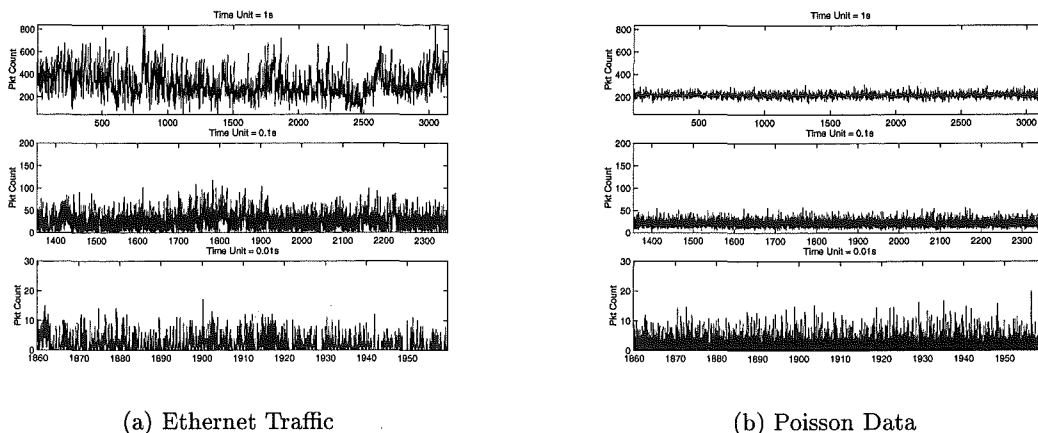 Time Unit = 1s
Pkt Count
800
600
400
200
500 1000 1500 2000 2500 3000
Time Unit = 0.1s
Pkt Count
200
150
100
50
0
1400 1500 1600 1700 1800 1900 2000 2100 2200 2300
Time Unit = 0.01s
Pkt Count
30
20
10
0
1860 1870 1880 1890 1900 1910 1920 1930 1940 1950
(a) Ethernet Traffic
Time Unit = 1s
Pkt Count
800
600
400
200
500 1000 1500 2000 2500 3000
Time Unit = 0.1s
Pkt Count
200
150
100
50
0
1400 1500 1600 1700 1800 1900 2000 2100 2200 2300
Time Unit = 0.01s
Pkt Count
30
20
10
0
1860 1870 1880 1890 1900 1910 1920 1930 1940 1950
(b) Poisson Data